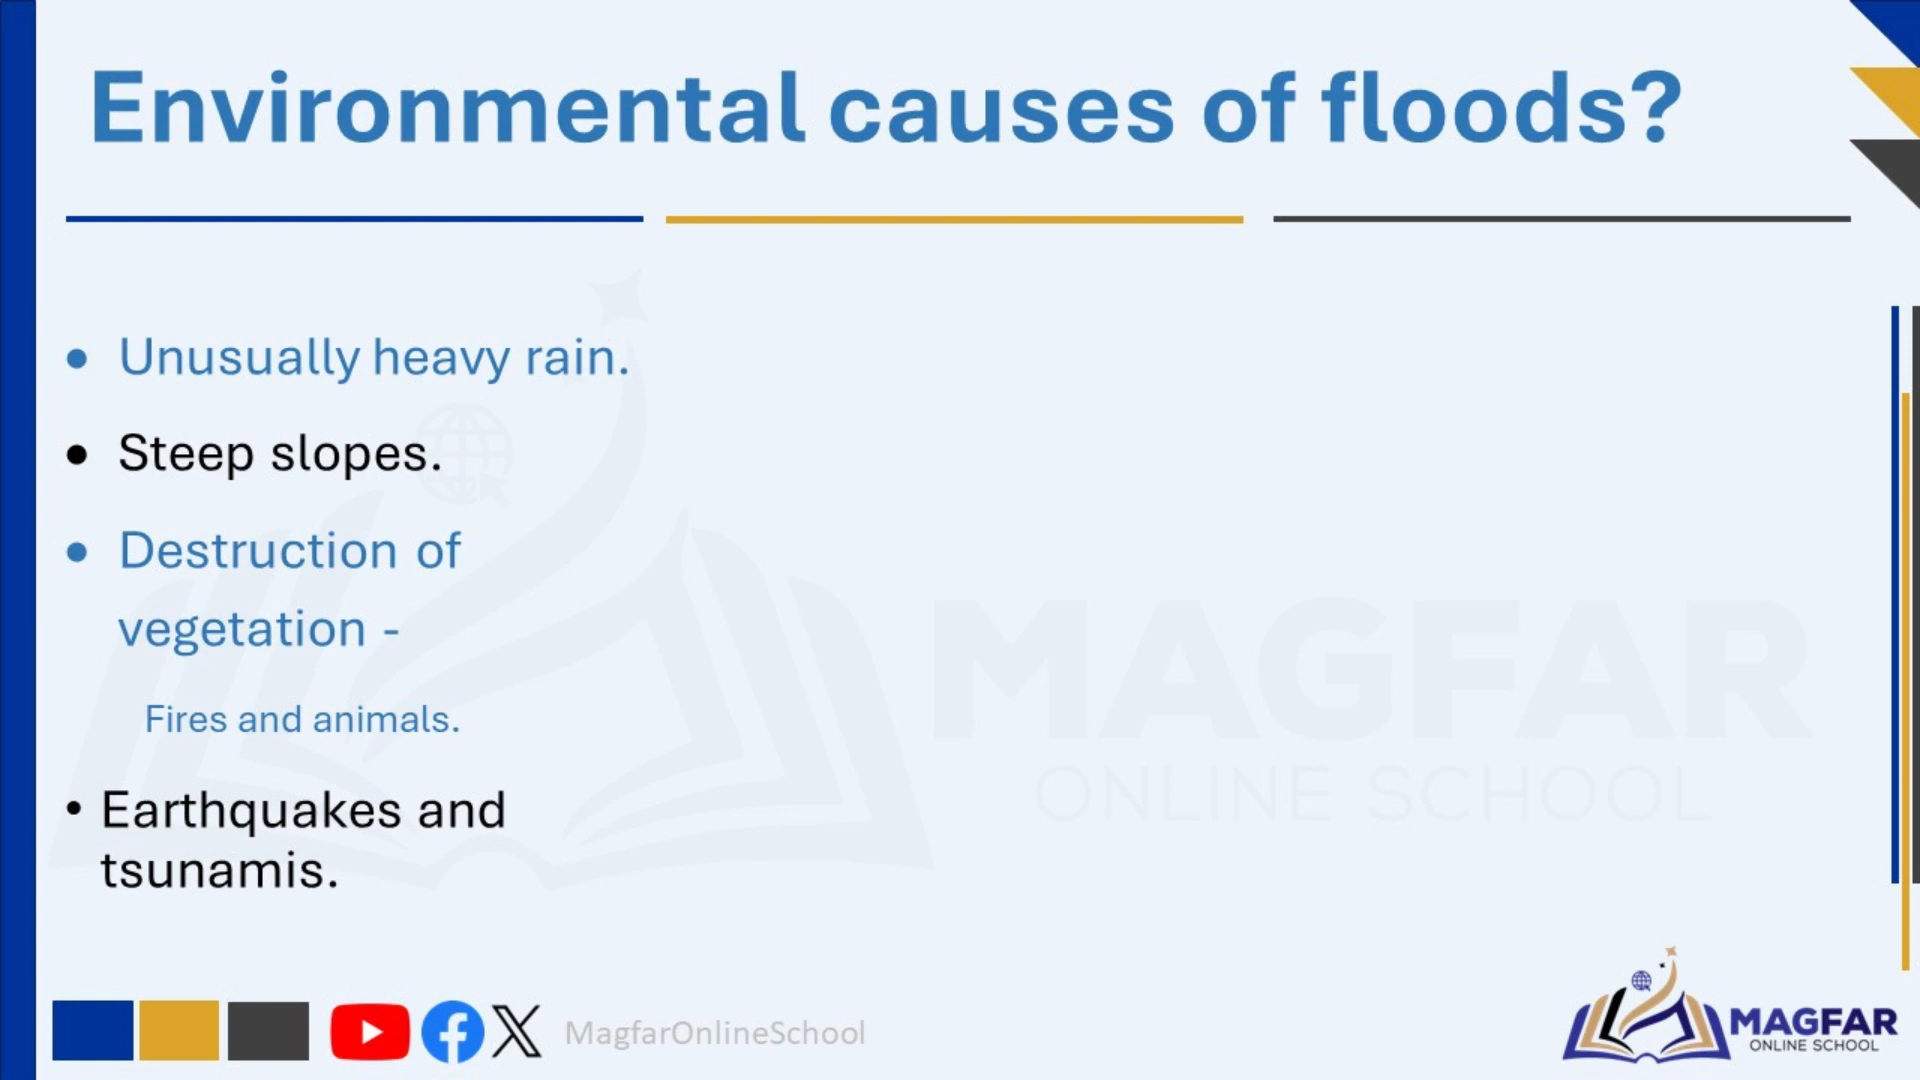 Environmental causes of floods?
• Unusually heavy rain.
• Steep slopes.
• Destruction of
vegetation -
Fires and animals.
• Earthquakes and
tsunamis.
MAGFAR
ONLINE SCHOOL
MagfarOnlineSchool
MAGFAR
ONLINE SCHOOL